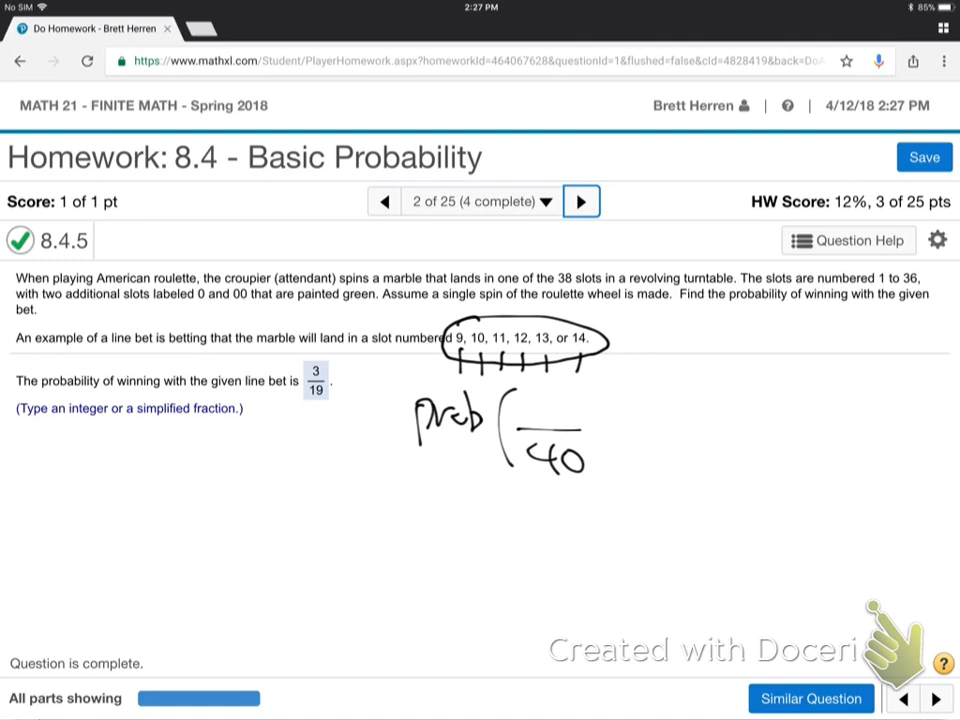 No SIM 2:27 PM 85%
Do Homework - Brett Herren ×
https://www.mathxl.com/Student/PlayerHomework.aspx?homeworkId=464067628&questionId=1&flushed=false&cld=4828419&back=DoA
MATH 21 - FINITE MATH - Spring 2018 Brett Herren | ? | 4/12/18 2:27 PM
Homework: 8.4 - Basic Probability Save
Score: 1 of 1 pt 2 of 25 (4 complete) HW Score: 12%, 3 of 25 pts
8.4.5 Question Help
When playing American roulette, the croupier (attendant) spins a marble that lands in one of the 38 slots in a revolving turntable. The slots are numbered 1 to 36,
with two additional slots labeled 0 and 00 that are painted green. Assume a single spin of the roulette wheel is made. Find the probability of winning with the given
bet.
An example of a line bet is betting that the marble will land in a slot numbered 9, 10, 11, 12, 13, or 14.
The probability of winning with the given line bet is 3/19.
(Type an integer or a simplified fraction.)
prob ( /40
Created with Doceri
Question is complete. ?
All parts showing Similar Question